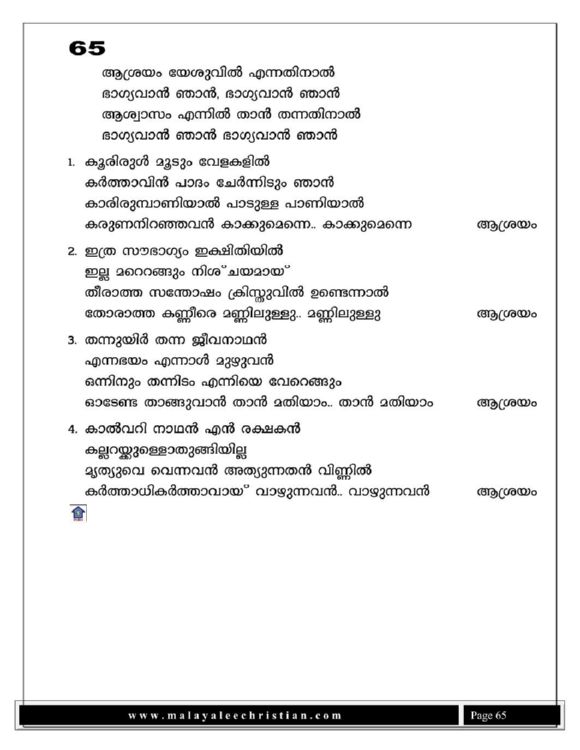 65
ആശ്രയം യേശുവിൽ എന്നതിനാൽ
ഭാഗ്യവാൻ ഞാൻ, ഭാഗ്യവാൻ ഞാൻ
ആശ്വാസം എന്നിൽ താൻ തന്നതിനാൽ
ഭാഗ്യവാൻ ഞാൻ ഭാഗ്യവാൻ ഞാൻ
1. കൂരിരുൾ മൂടും വേളകളിൽ
കർത്താവിൻ പാദം ചേർന്നിടും ഞാൻ
കാരിരുമ്പാണിയാൽ പാടുള്ള പാണിയാൽ
കരുണനിറഞ്ഞവൻ കാക്കുമെന്നെ.. കാക്കുമെന്നെ ആശ്രയം
2. ഇത്ര സൗഭാഗ്യം ഇക്ഷിതിയിൽ
ഇല്ല മറെറങ്ങും നിശ്ചയമായ്
തീരാത്ത സന്തോഷം ക്രിസ്തുവിൽ ഉണ്ടെന്നാൽ
തോരാത്ത കണ്ണീരെ മണ്ണിലുള്ളു.. മണ്ണിലുള്ളു ആശ്രയം
3. തന്നുയിർ തന്ന ജീവനാഥൻ
എന്നഭയം എന്നാൾ മുഴുവൻ
ഒന്നിനും തന്നിടം എന്നിയെ വേറെങ്ങും
ഓടേണ്ട താങ്ങുവാൻ താൻ മതിയാം.. താൻ മതിയാം ആശ്രയം
4. കാൽവറി നാഥൻ എൻ രക്ഷകൻ
കല്ലറയ്ക്കുള്ളൊതുങ്ങിയില്ല
മൃത്യുവെ വെന്നവൻ അത്യുന്നതൻ വിണ്ണിൽ
കർത്താധികർത്താവായ് വാഴുന്നവൻ.. വാഴുന്നവൻ ആശ്രയം
www.malayaleechristian.com Page 65